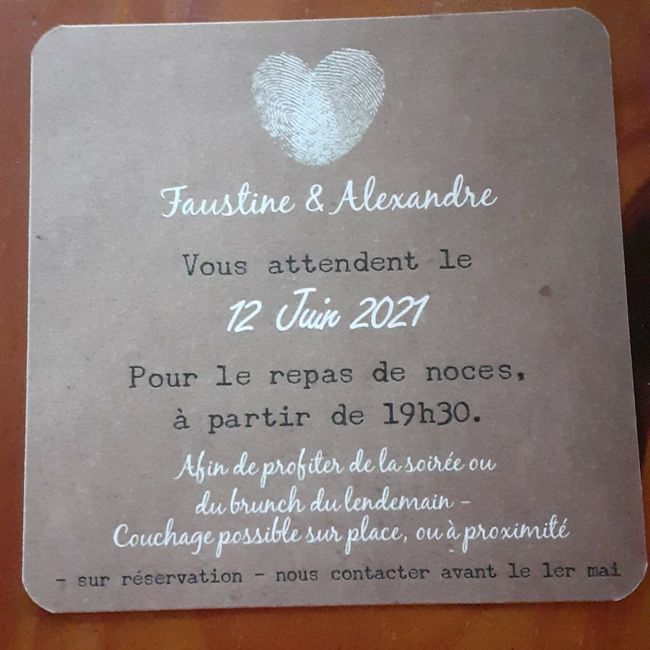 Faustine & Alexandre
Vous attendent le
12 Juin 2021
Pour le repas de noces,
à partir de 19h30.
Afin de profiter de la soirée ou
du brunch du lendemain -
Couchage possible sur place, ou à proximité
- sur réservation - nous contacter avant le 1er mai